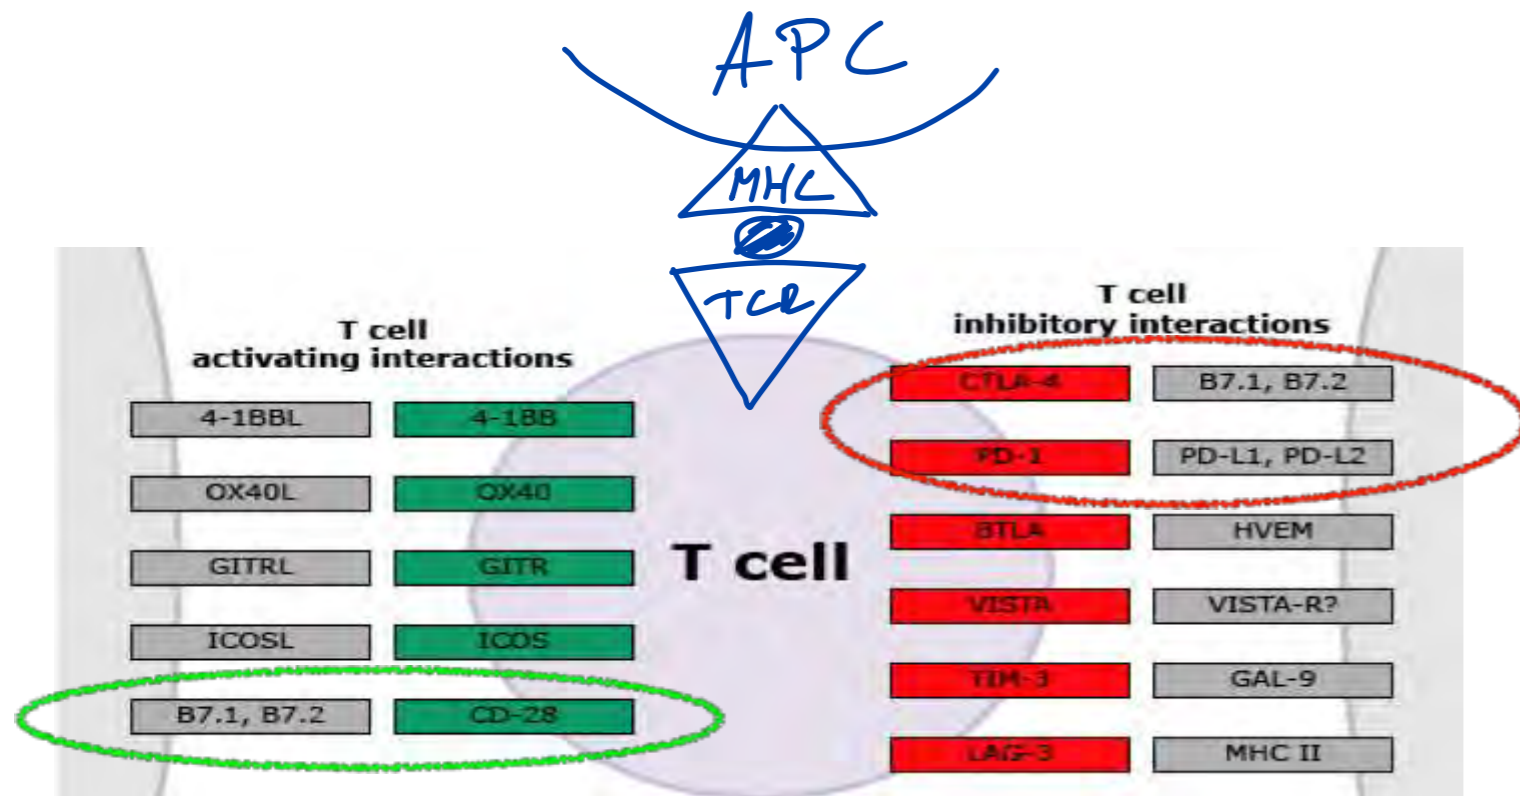 APC
MHC
TCR
T cell
activating interactions
4-1BBL 4-1BB
OX40L OX40
GITRL GITR
ICOSL ICOS
B7.1, B7.2 CD-28
T cell
T cell
inhibitory interactions
CTLA-4 B7.1, B7.2
PD-1 PD-L1, PD-L2
BTLA HVEM
VISTA VISTA-R?
TIM-3 GAL-9
LAG-3 MHC II